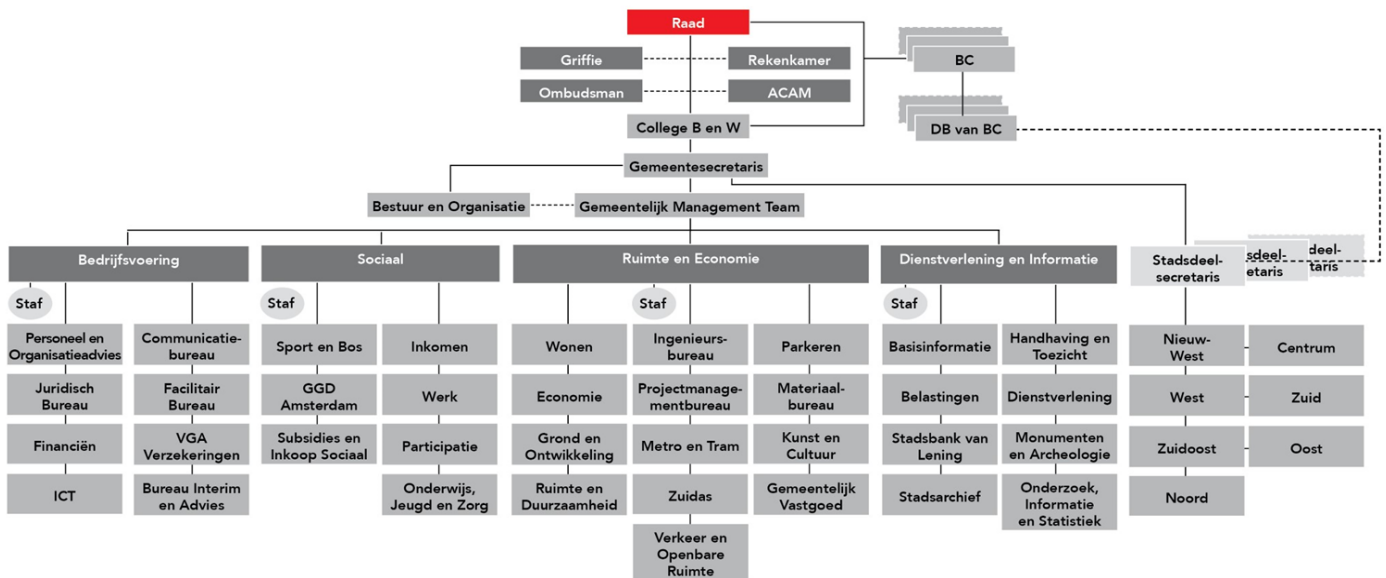 Raad
Griffie
Rekenkamer
BC
Ombudsman
ACAM
College B en W
DB van BC
Gemeentesecretaris
Bestuur en Organisatie
Gemeentelijk Management Team
Bedrijfsvoering
Sociaal
Ruimte en Economie
Dienstverlening en Informatie
Stadsdeel-
secretaris
sdeel-
etaris
deel-
taris
Staf
Staf
Staf
Staf
Personeel en
Organisatieadvies
Juridisch
Bureau
Financiën
ICT
Communicatie-
bureau
Facilitair
Bureau
VGA
Verzekeringen
Bureau Interim
en Advies
Sport en Bos
GGD
Amsterdam
Subsidies en
Inkoop Sociaal
Inkomen
Werk
Participatie
Onderwijs,
Jeugd en Zorg
Wonen
Economie
Grond en
Ontwikkeling
Ruimte en
Duurzaamheid
Ingenieurs-
bureau
Projectmanage-
mentbureau
Metro en Tram
Zuidas
Verkeer en
Openbare
Ruimte
Parkeren
Materiaal-
bureau
Kunst en
Cultuur
Gemeentelijk
Vastgoed
Basisinformatie
Belastingen
Stadsbank van
Lening
Stadsarchief
Handhaving en
Toezicht
Dienstverlening
Monumenten
en Archeologie
Onderzoek,
Informatie
en Statistiek
Nieuw-
West
West
Zuidoost
Noord
Centrum
Zuid
Oost